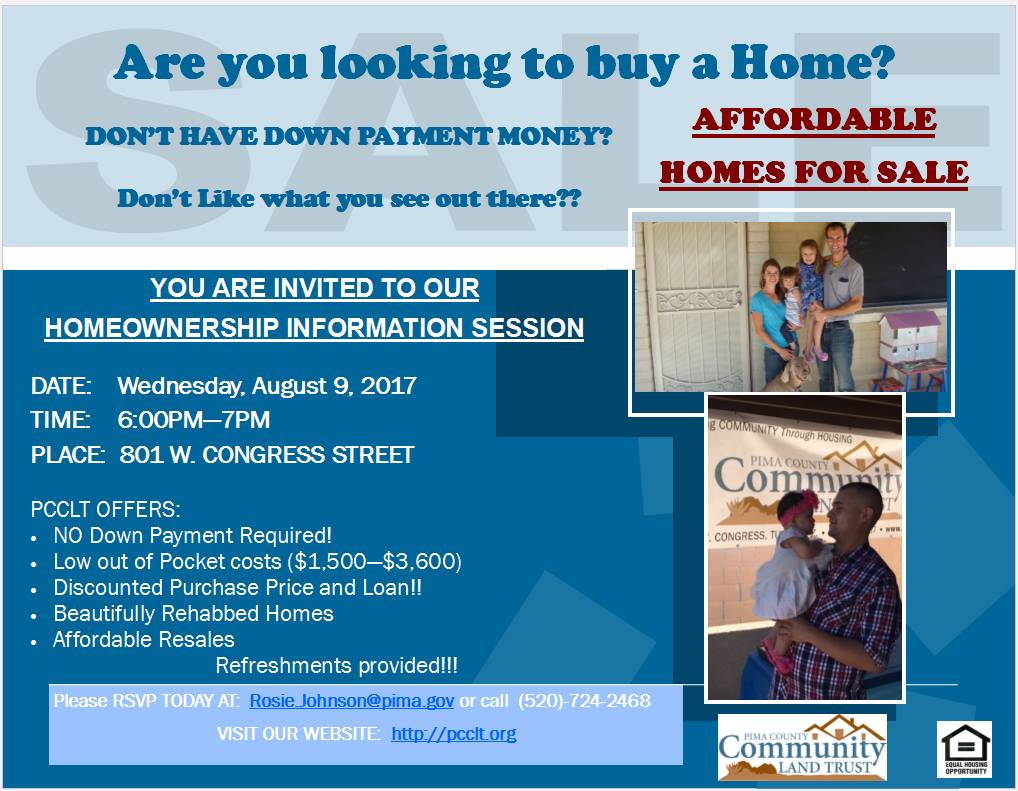 SALE
Are you looking to buy a Home?
DON'T HAVE DOWN PAYMENT MONEY?
Don't Like what you see out there??
AFFORDABLE
HOMES FOR SALE
YOU ARE INVITED TO OUR
HOMEOWNERSHIP INFORMATION SESSION
DATE: Wednesday, August 9, 2017
TIME: 6:00PM—7PM
PLACE: 801 W. CONGRESS STREET
PCCLT OFFERS:
• NO Down Payment Required!
• Low out of Pocket costs ($1,500—$3,600)
• Discounted Purchase Price and Loan!!
• Beautifully Rehabbed Homes
• Affordable Resales
Refreshments provided!!!
Please RSVP TODAY AT: Rosie.Johnson@pima.gov or call (520)-724-2468
VISIT OUR WEBSITE: http://pcclt.org
COMMUNITY Through HOUSING
PIMA COUNTY
Community
CONGRESS,
PIMA COUNTY
Community
LAND TRUST
EQUAL HOUSING
OPPORTUNITY